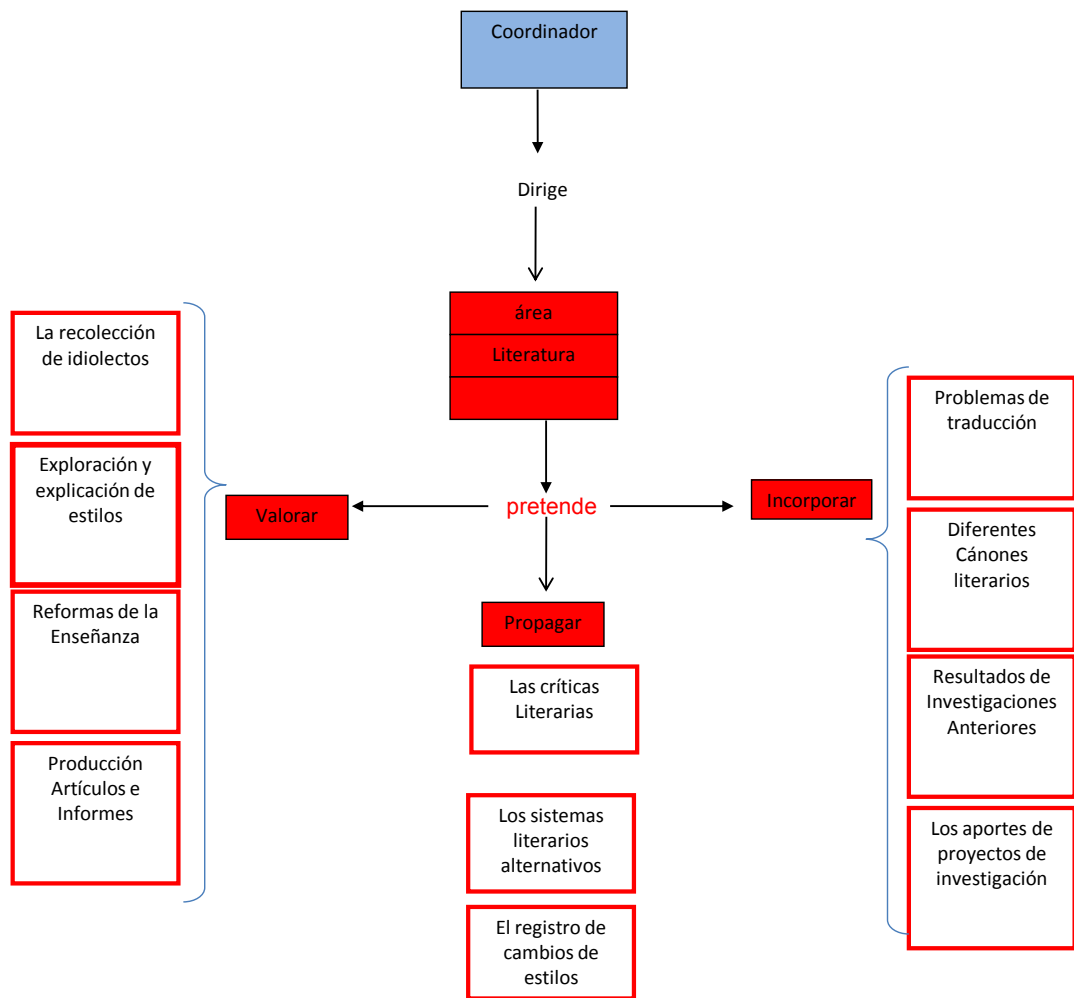 Coordinador
Dirige
área
Literatura
pretende
Valorar
Incorporar
Propagar
La recolección
de idiolectos
Exploración y
explicación de
estilos
Reformas de la
Enseñanza
Producción
Artículos e
Informes
Las críticas
Literarias
Los sistemas
literarios
alternativos
El registro de
cambios de
estilos
Problemas de
traducción
Diferentes
Cánones
literarios
Resultados de
Investigaciones
Anteriores
Los aportes de
proyectos de
investigación